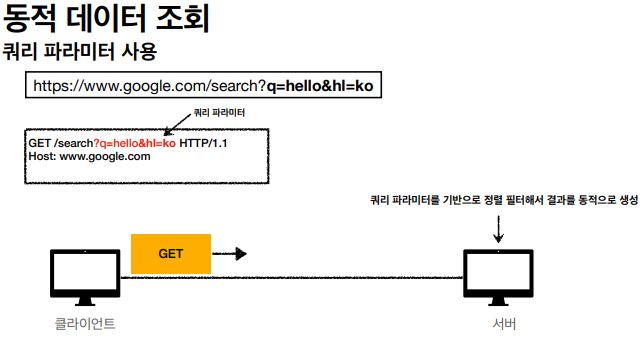 동적 데이터 조회
쿼리 파라미터 사용
https://www.google.com/search?q=hello&hl=ko
쿼리 파라미터
GET /search?q=hello&hl=ko HTTP/1.1
Host: www.google.com
쿼리 파라미터를 기반으로 정렬 필터해서 결과를 동적으로 생성
GET
클라이언트
서버